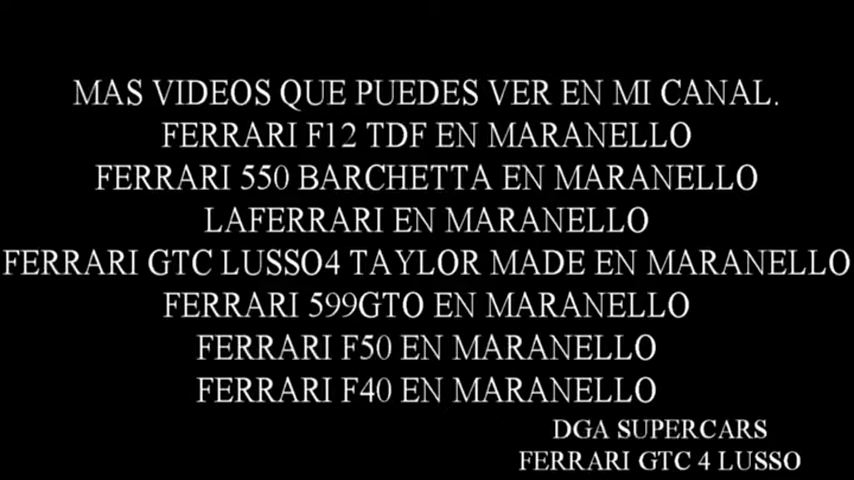 MAS VIDEOS QUE PUEDES VER EN MI CANAL.
FERRARI F12 TDF EN MARANELLO
FERRARI 550 BARCHETTA EN MARANELLO
LAFERRARI EN MARANELLO
FERRARI GTC LUSSO4 TAYLOR MADE EN MARANELLO
FERRARI 599GTO EN MARANELLO
FERRARI F50 EN MARANELLO
FERRARI F40 EN MARANELLO
DGA SUPERCARS
FERRARI GTC 4 LUSSO